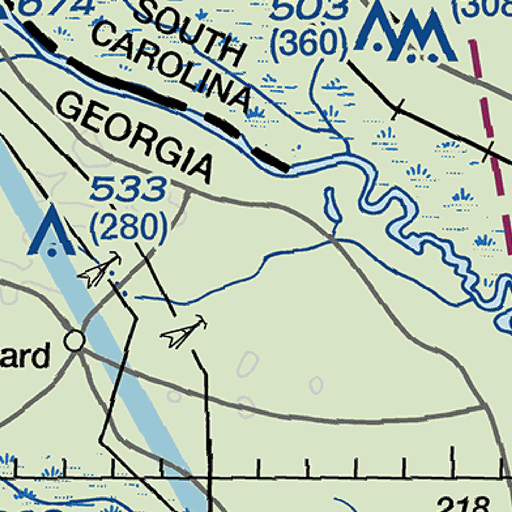 674
SOUTH
CAROLINA
503
(360)
(308
GEORGIA
533
(280)
ard
218